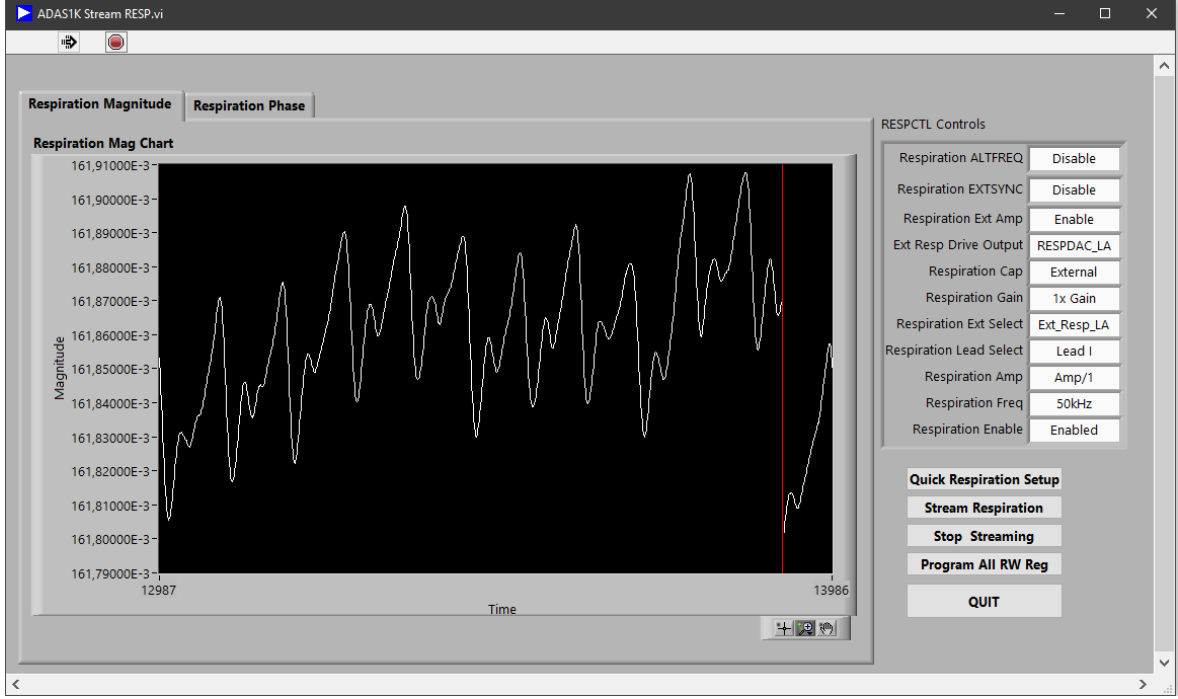 ADAS1K Stream RESP.vi
Respiration Magnitude
Respiration Phase
Respiration Mag Chart
161,91000E-3
161,90000E-3
161,89000E-3
161,88000E-3
161,87000E-3
161,86000E-3
161,85000E-3
161,84000E-3
161,83000E-3
161,82000E-3
161,81000E-3
161,80000E-3
161,79000E-3
Magnitude
12987
13986
Time
RESPCTL Controls
Respiration ALTFREQ Disable
Respiration EXTSYNC Disable
Respiration Ext Amp Enable
Ext Resp Drive Output RESPDAC_LA
Respiration Cap External
Respiration Gain 1x Gain
Respiration Ext Select Ext_Resp_LA
Respiration Lead Select Lead I
Respiration Amp Amp/1
Respiration Freq 50kHz
Respiration Enable Enabled
Quick Respiration Setup
Stream Respiration
Stop Streaming
Program All RW Reg
QUIT